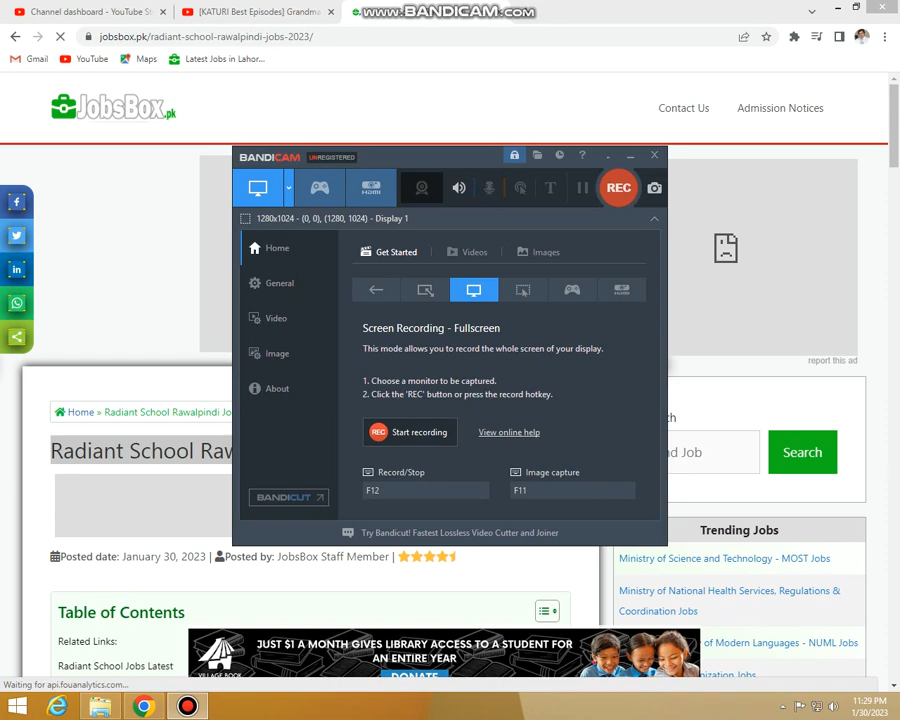 Channel dashboard - YouTube St
[KATURI Best Episodes] Grandma
www.BANDICAM.com
jobsbox.pk/radiant-school-rawalpindi-jobs-2023/
Gmail YouTube Maps Latest Jobs in Lahor...
JobsBox.pk
Contact Us Admission Notices
BANDICAM UNREGISTERED
HDMI
REC
1280x1024 - (0, 0), (1280, 1024) - Display 1
Home
General
Video
Image
About
BANDICUT
Get Started Videos Images
HDMI
Screen Recording - Fullscreen
This mode allows you to record the whole screen of your display.
1. Choose a monitor to be captured.
2. Click the 'REC' button or press the record hotkey.
REC Start recording View online help
Record/Stop Image capture
F12 F11
Try Bandicut! Fastest Lossless Video Cutter and Joiner
report this ad
Home » Radiant School Rawalpindi Jo
Radiant School Raw
Posted date: January 30, 2023 | Posted by: JobsBox Staff Member |
Table of Contents
Related Links:
Radiant School Jobs Latest
nd Job Search
Trending Jobs
Ministry of Science and Technology - MOST Jobs
Ministry of National Health Services, Regulations &
Coordination Jobs
of Modern Languages - NUML Jobs
JUST $1 A MONTH GIVES LIBRARY ACCESS TO A STUDENT FOR
AN ENTIRE YEAR
DONATE
VILLAGE BOOK
Waiting for api.fouanalytics.com...
11:29 PM
1/30/2023